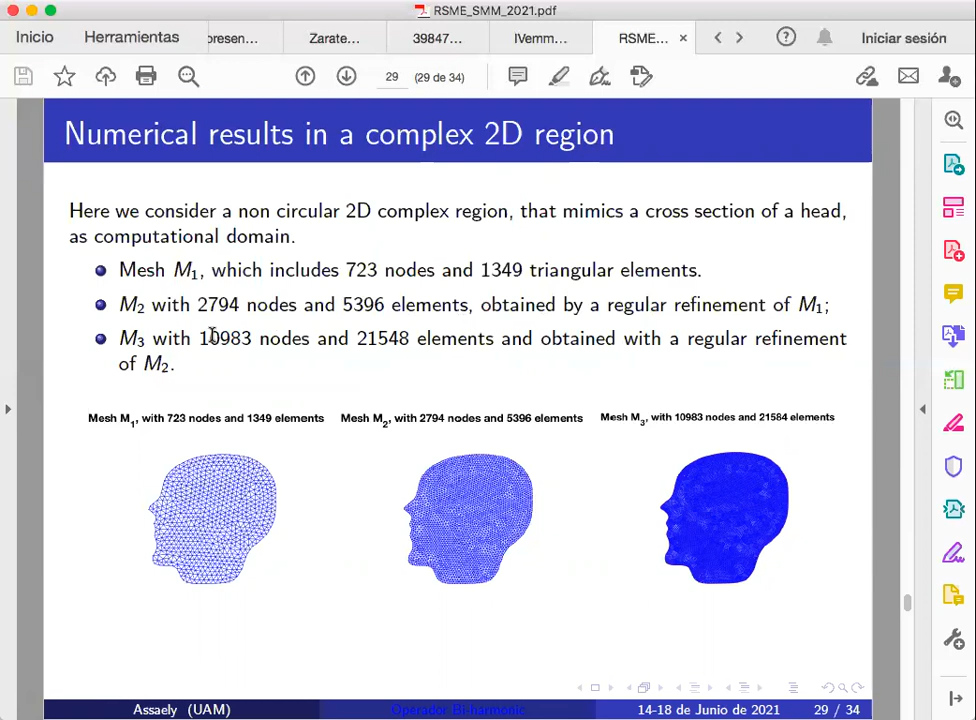 RSME_SMM_2021.pdf
Inicio
Herramientas
presen...
Zarate...
39847...
IVemm...
RSME...
Iniciar sesión
29
(29 de 34)
Numerical results in a complex 2D region
Here we consider a non circular 2D complex region, that mimics a cross section of a head,
as computational domain.
Mesh M1, which includes 723 nodes and 1349 triangular elements.
M2 with 2794 nodes and 5396 elements, obtained by a regular refinement of M1;
M3 with 10983 nodes and 21548 elements and obtained with a regular refinement
of M2.
Mesh M1, with 723 nodes and 1349 elements
Mesh M2, with 2794 nodes and 5396 elements
Mesh M3, with 10983 nodes and 21584 elements
Assaely (UAM)
Operador Bi-harmonic
14-18 de Junio de 2021
29 / 34